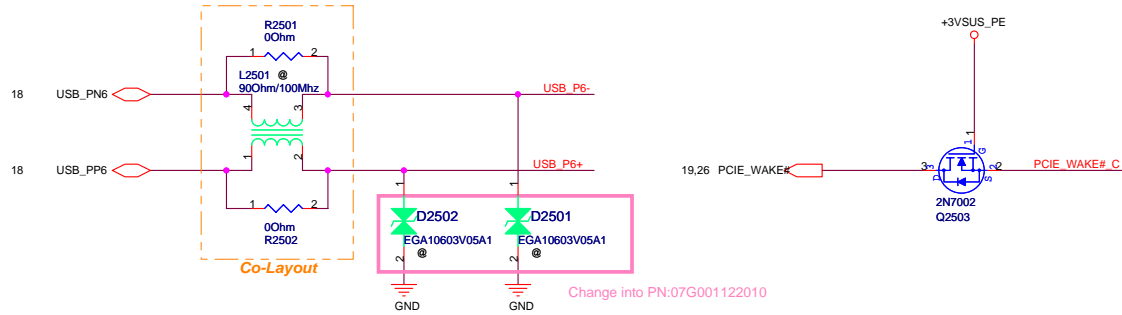 R2501
0Ohm
1
2
L2501 @
90Ohm/100Mhz
18 USB_PN6
USB_P6-
4
3
1
2
18 USB_PP6
USB_P6+
1
2
0Ohm
R2502
Co-Layout
1
1
D2502
D2501
EGA10603V05A1
EGA10603V05A1
@
@
2
2
GND
GND
Change into PN:07G001122010
+3VSUS_PE
1
1
G
19,26 PCIE_WAKE#
3
3
D
S
2
2
PCIE_WAKE#_C
2N7002
Q2503